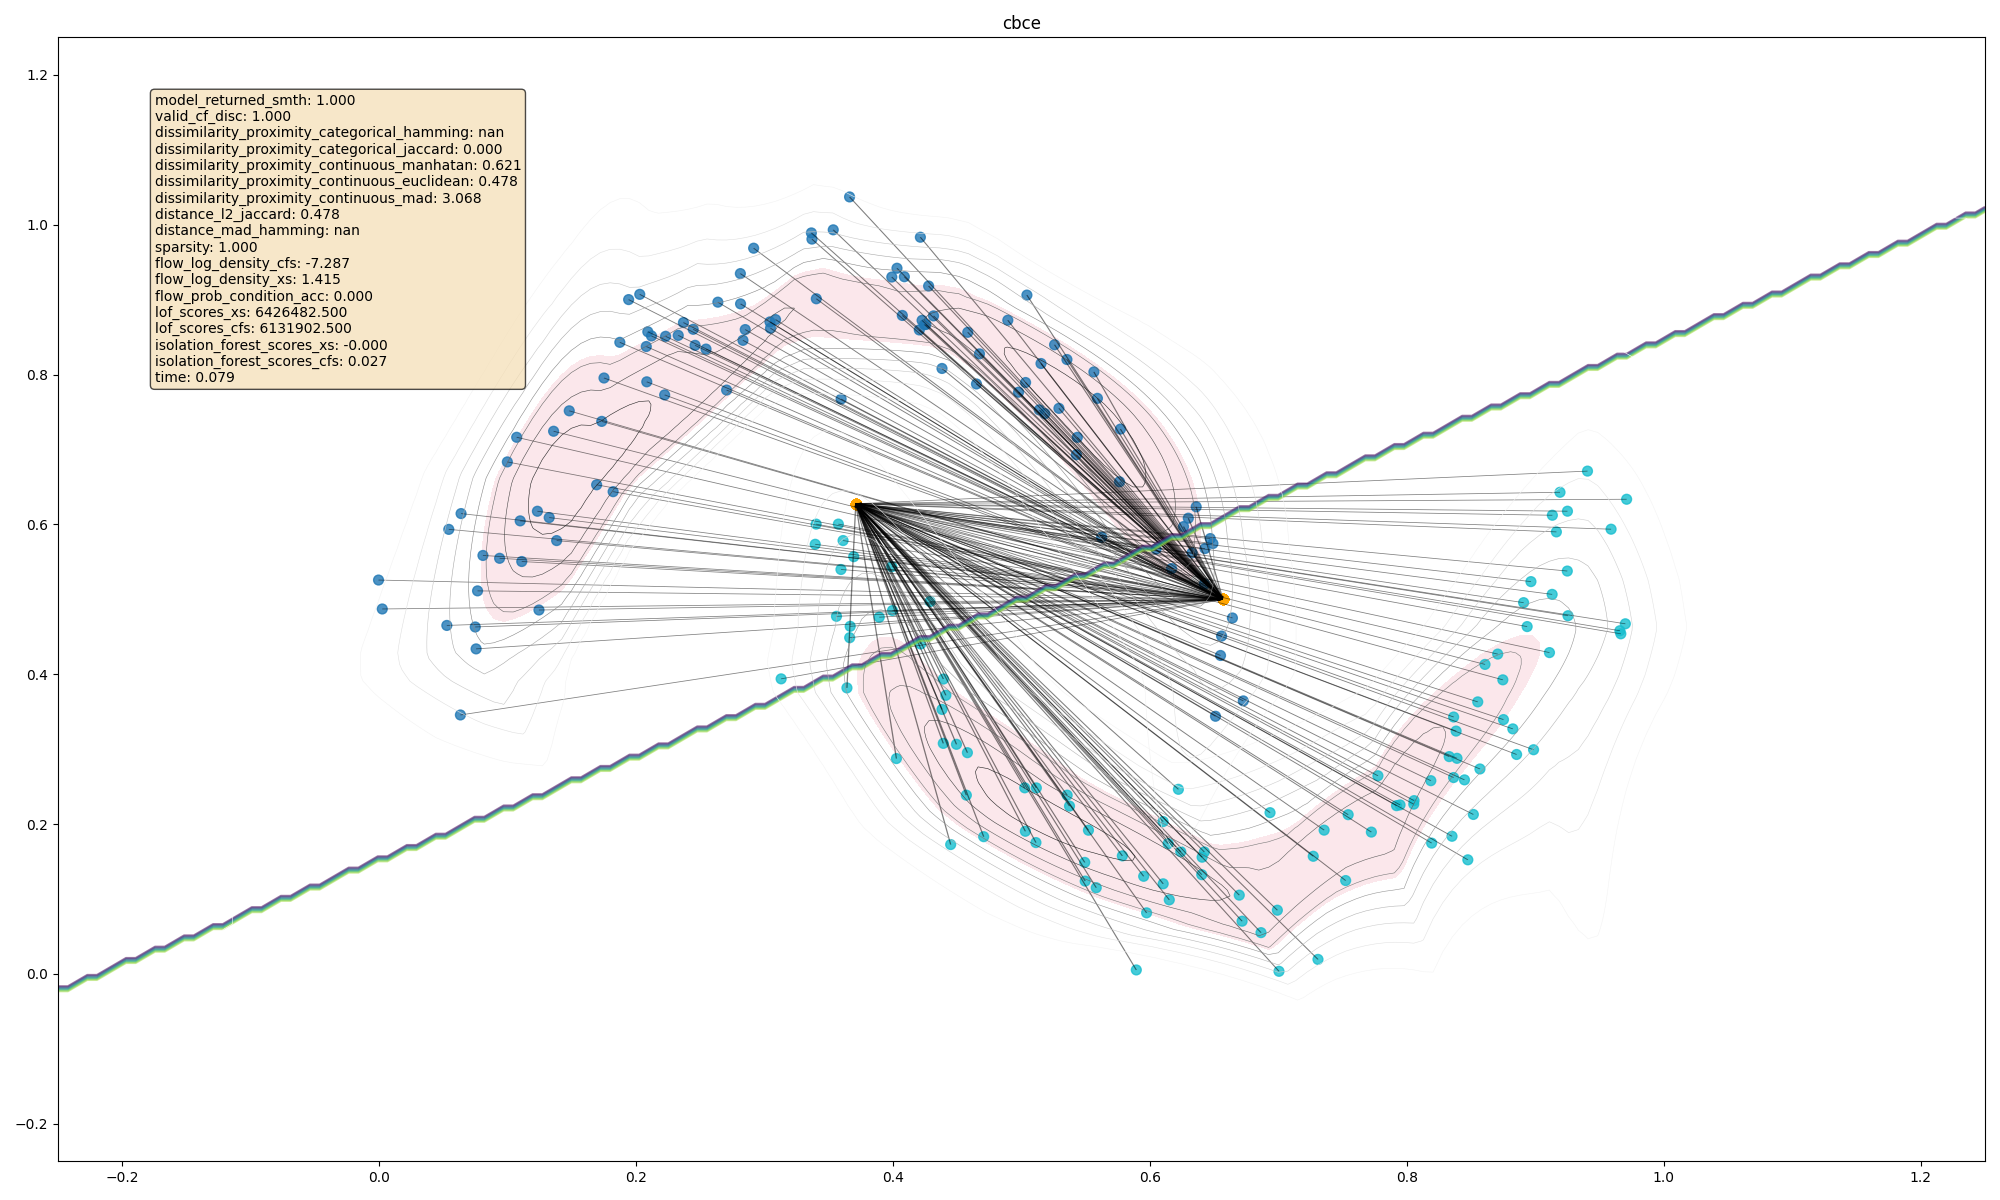 cbce
1.2
1.0
0.8
0.6
0.4
0.2
0.0
−0.2
model_returned_smth: 1.000
valid_cf_disc: 1.000
dissimilarity_proximity_categorical_hamming: nan
dissimilarity_proximity_categorical_jaccard: 0.000
dissimilarity_proximity_continuous_manhatan: 0.621
dissimilarity_proximity_continuous_euclidean: 0.478
dissimilarity_proximity_continuous_mad: 3.068
distance_l2_jaccard: 0.478
distance_mad_hamming: nan
sparsity: 1.000
flow_log_density_cfs: -7.287
flow_log_density_xs: 1.415
flow_prob_condition_acc: 0.000
lof_scores_xs: 6426482.500
lof_scores_cfs: 6131902.500
isolation_forest_scores_xs: -0.000
isolation_forest_scores_cfs: 0.027
time: 0.079
−0.2 0.0 0.2 0.4 0.6 0.8 1.0 1.2